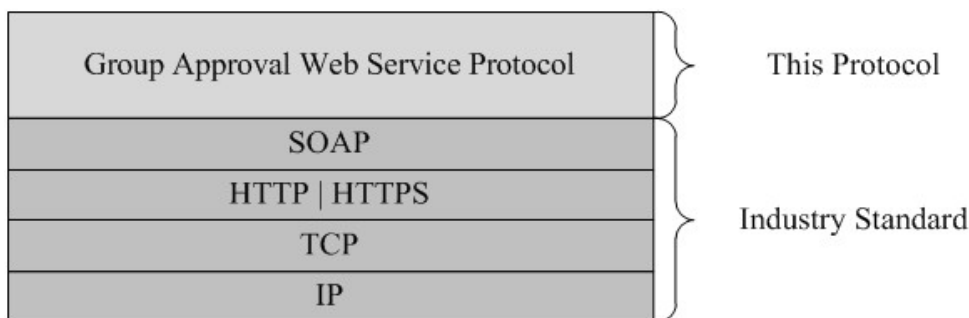 Group Approval Web Service Protocol
This Protocol
SOAP
HTTP | HTTPS
TCP
Industry Standard
IP